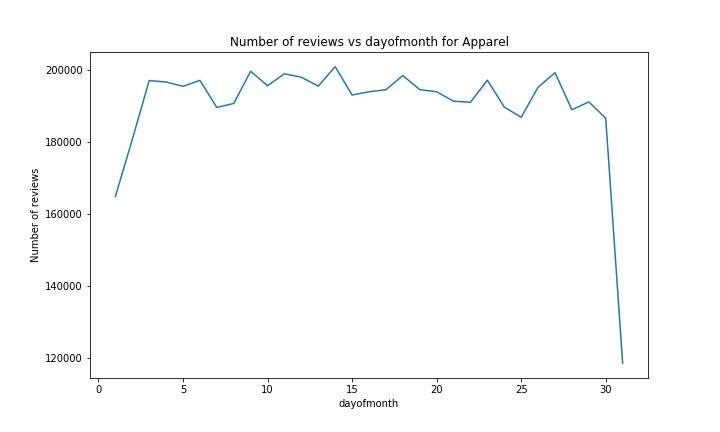 Number of reviews vs dayofmonth for Apparel
Number of reviews
200000
180000
160000
140000
120000
0 5 10 15 20 25 30
dayofmonth